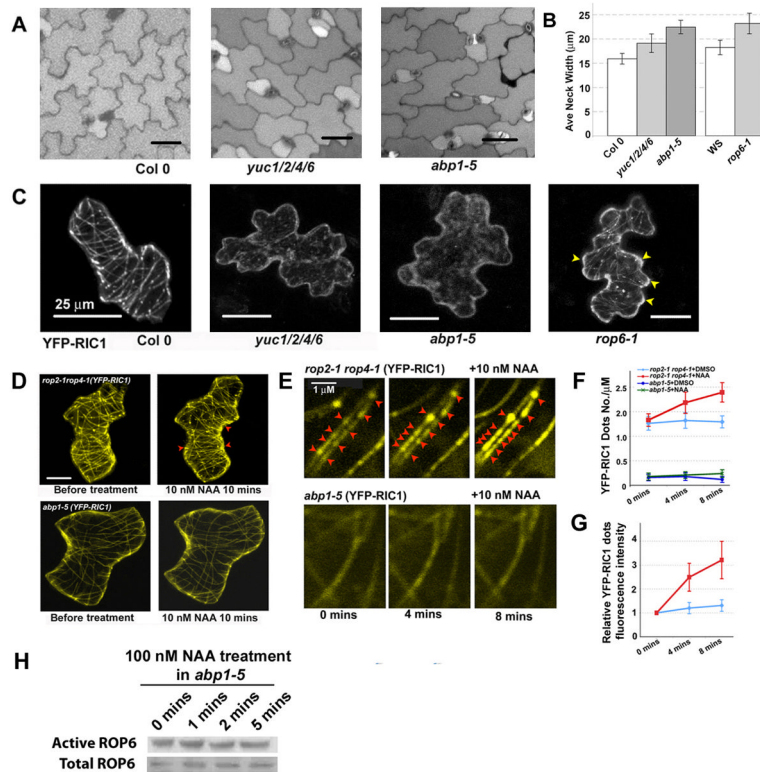 A
Col 0
yuc1/2/4/6
abp1-5
B
Ave Neck Width (µm)
40
30
20
10
0
Col 0
yuc1/2/4/6
abp1-5
WS
rop6-1
C
25 µm
YFP-RIC1
Col 0
yuc1/2/4/6
abp1-5
rop6-1
D
rop2-1rop4-1(YFP-RIC1)
Before treatment
10 nM NAA 10 mins
abp1-5 (YFP-RIC1)
Before treatment
10 nM NAA 10 mins
E
rop2-1 rop4-1 (YFP-RIC1)
+10 nM NAA
1 µM
abp1-5 (YFP-RIC1)
+10 nM NAA
0 mins
4 mins
8 mins
F
rop2-1 rop4-1+DMSO
rop2-1 rop4-1+NAA
abp1-5+DMSO
abp1-5+NAA
YFP-RIC1 Dots No./µM
2.5
2.0
1.0
0
0 mins
4 mins
8 mins
G
Relative YFP-RIC1 dots
fluorescence intensity
4
3
2
1
0
0 mins
4 mins
8 mins
H
100 nM NAA treatment
in abp1-5
0 mins
1 mins
2 mins
5 mins
Active ROP6
Total ROP6